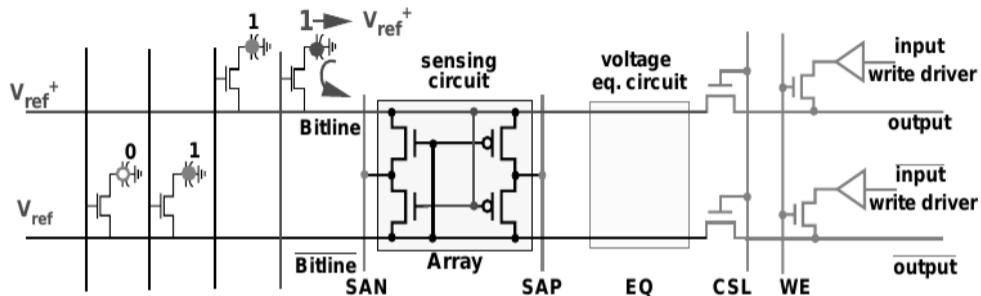 1
1 V_ref^+
sensing
circuit
voltage
eq. circuit
input
write driver
V_ref^+
Bitline
output
0
1
V_ref
input
write driver
Bitline
Array
output
SAN
SAP
EQ
CSL
WE